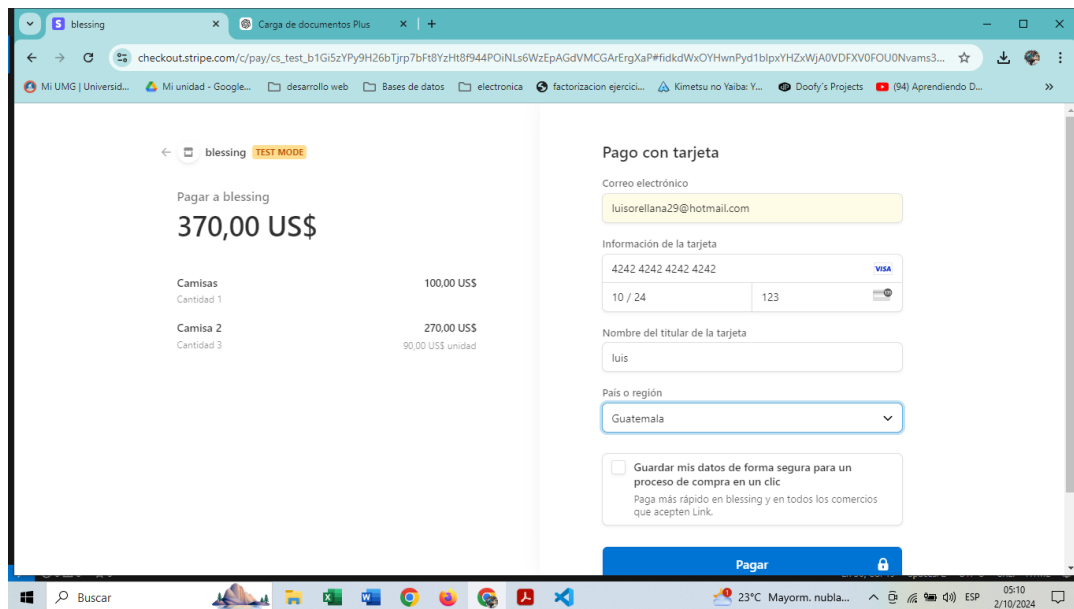 blessing
Carga de documentos Plus
checkout.stripe.com/c/pay/cs_test_b1Gi5zYPy9H26bTjrp7bFt8YzHt8f944POiNLs6WzEpAGdVMCGArErgXaP#fidkdWxOYHwnPyd1blpxYHZxWjA0VDFXV0FOU0Nvams3...
Mi UMG | Universid...
Mi unidad - Google...
desarrollo web
Bases de datos
electronica
factorizacion ejercici...
Kimetsu no Yaiba: Y...
Doofy's Projects
(94) Aprendiendo D...
»
blessing TEST MODE
Pagar a blessing
370,00 US$
Camisas 100,00 US$
Cantidad 1
Camisa 2 270,00 US$
Cantidad 3 90,00 US$ unidad
Pago con tarjeta
Correo electrónico
luisorellana29@hotmail.com
Información de la tarjeta
4242 4242 4242 4242 VISA
10 / 24 123
Nombre del titular de la tarjeta
luis
País o región
Guatemala
Guardar mis datos de forma segura para un
proceso de compra en un clic
Paga más rápido en blessing y en todos los comercios
que acepten Link.
Pagar
Buscar
23°C Mayorm. nubla...
ESP
05:10
2/10/2024